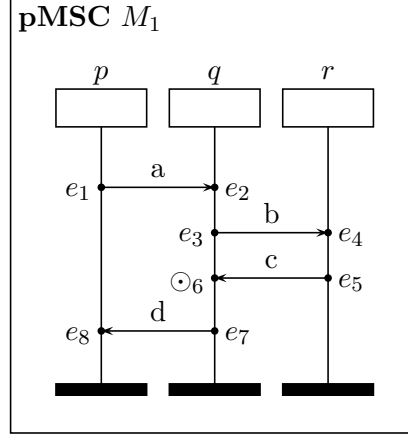 pMSC M₁
p q r
a
e₁ e₂
b
e₃ e₄
c
⊙₆ e₅
d
e₈ e₇